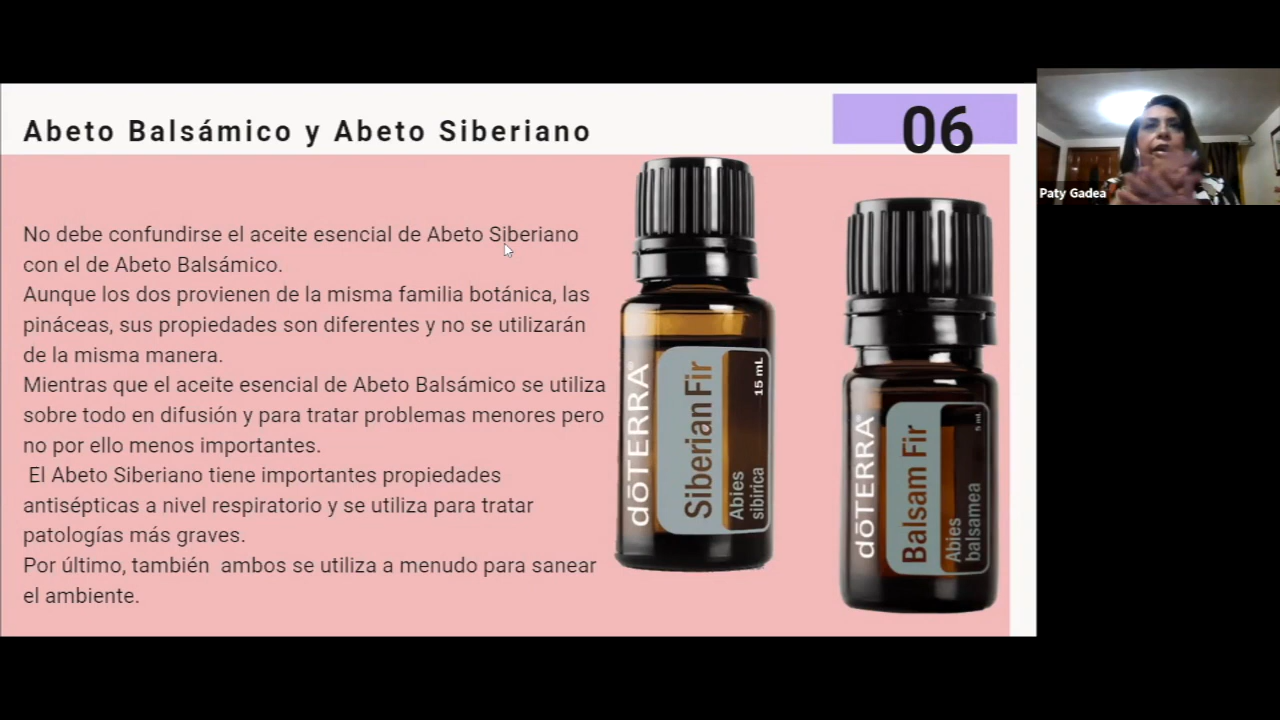 Abeto Balsámico y Abeto Siberiano
06
No debe confundirse el aceite esencial de Abeto Siberiano
con el de Abeto Balsámico.
Aunque los dos provienen de la misma familia botánica, las
pináceas, sus propiedades son diferentes y no se utilizarán
de la misma manera.
Mientras que el aceite esencial de Abeto Balsámico se utiliza
sobre todo en difusión y para tratar problemas menores pero
no por ello menos importantes.
El Abeto Siberiano tiene importantes propiedades
antisépticas a nivel respiratorio y se utiliza para tratar
patologías más graves.
Por último, también ambos se utiliza a menudo para sanear
el ambiente.
dōTERRA®
Siberian Fir
Abies
sibirica
15 mL
dōTERRA®
Balsam Fir
Abies
balsamea
5 mL
Paty Gadea